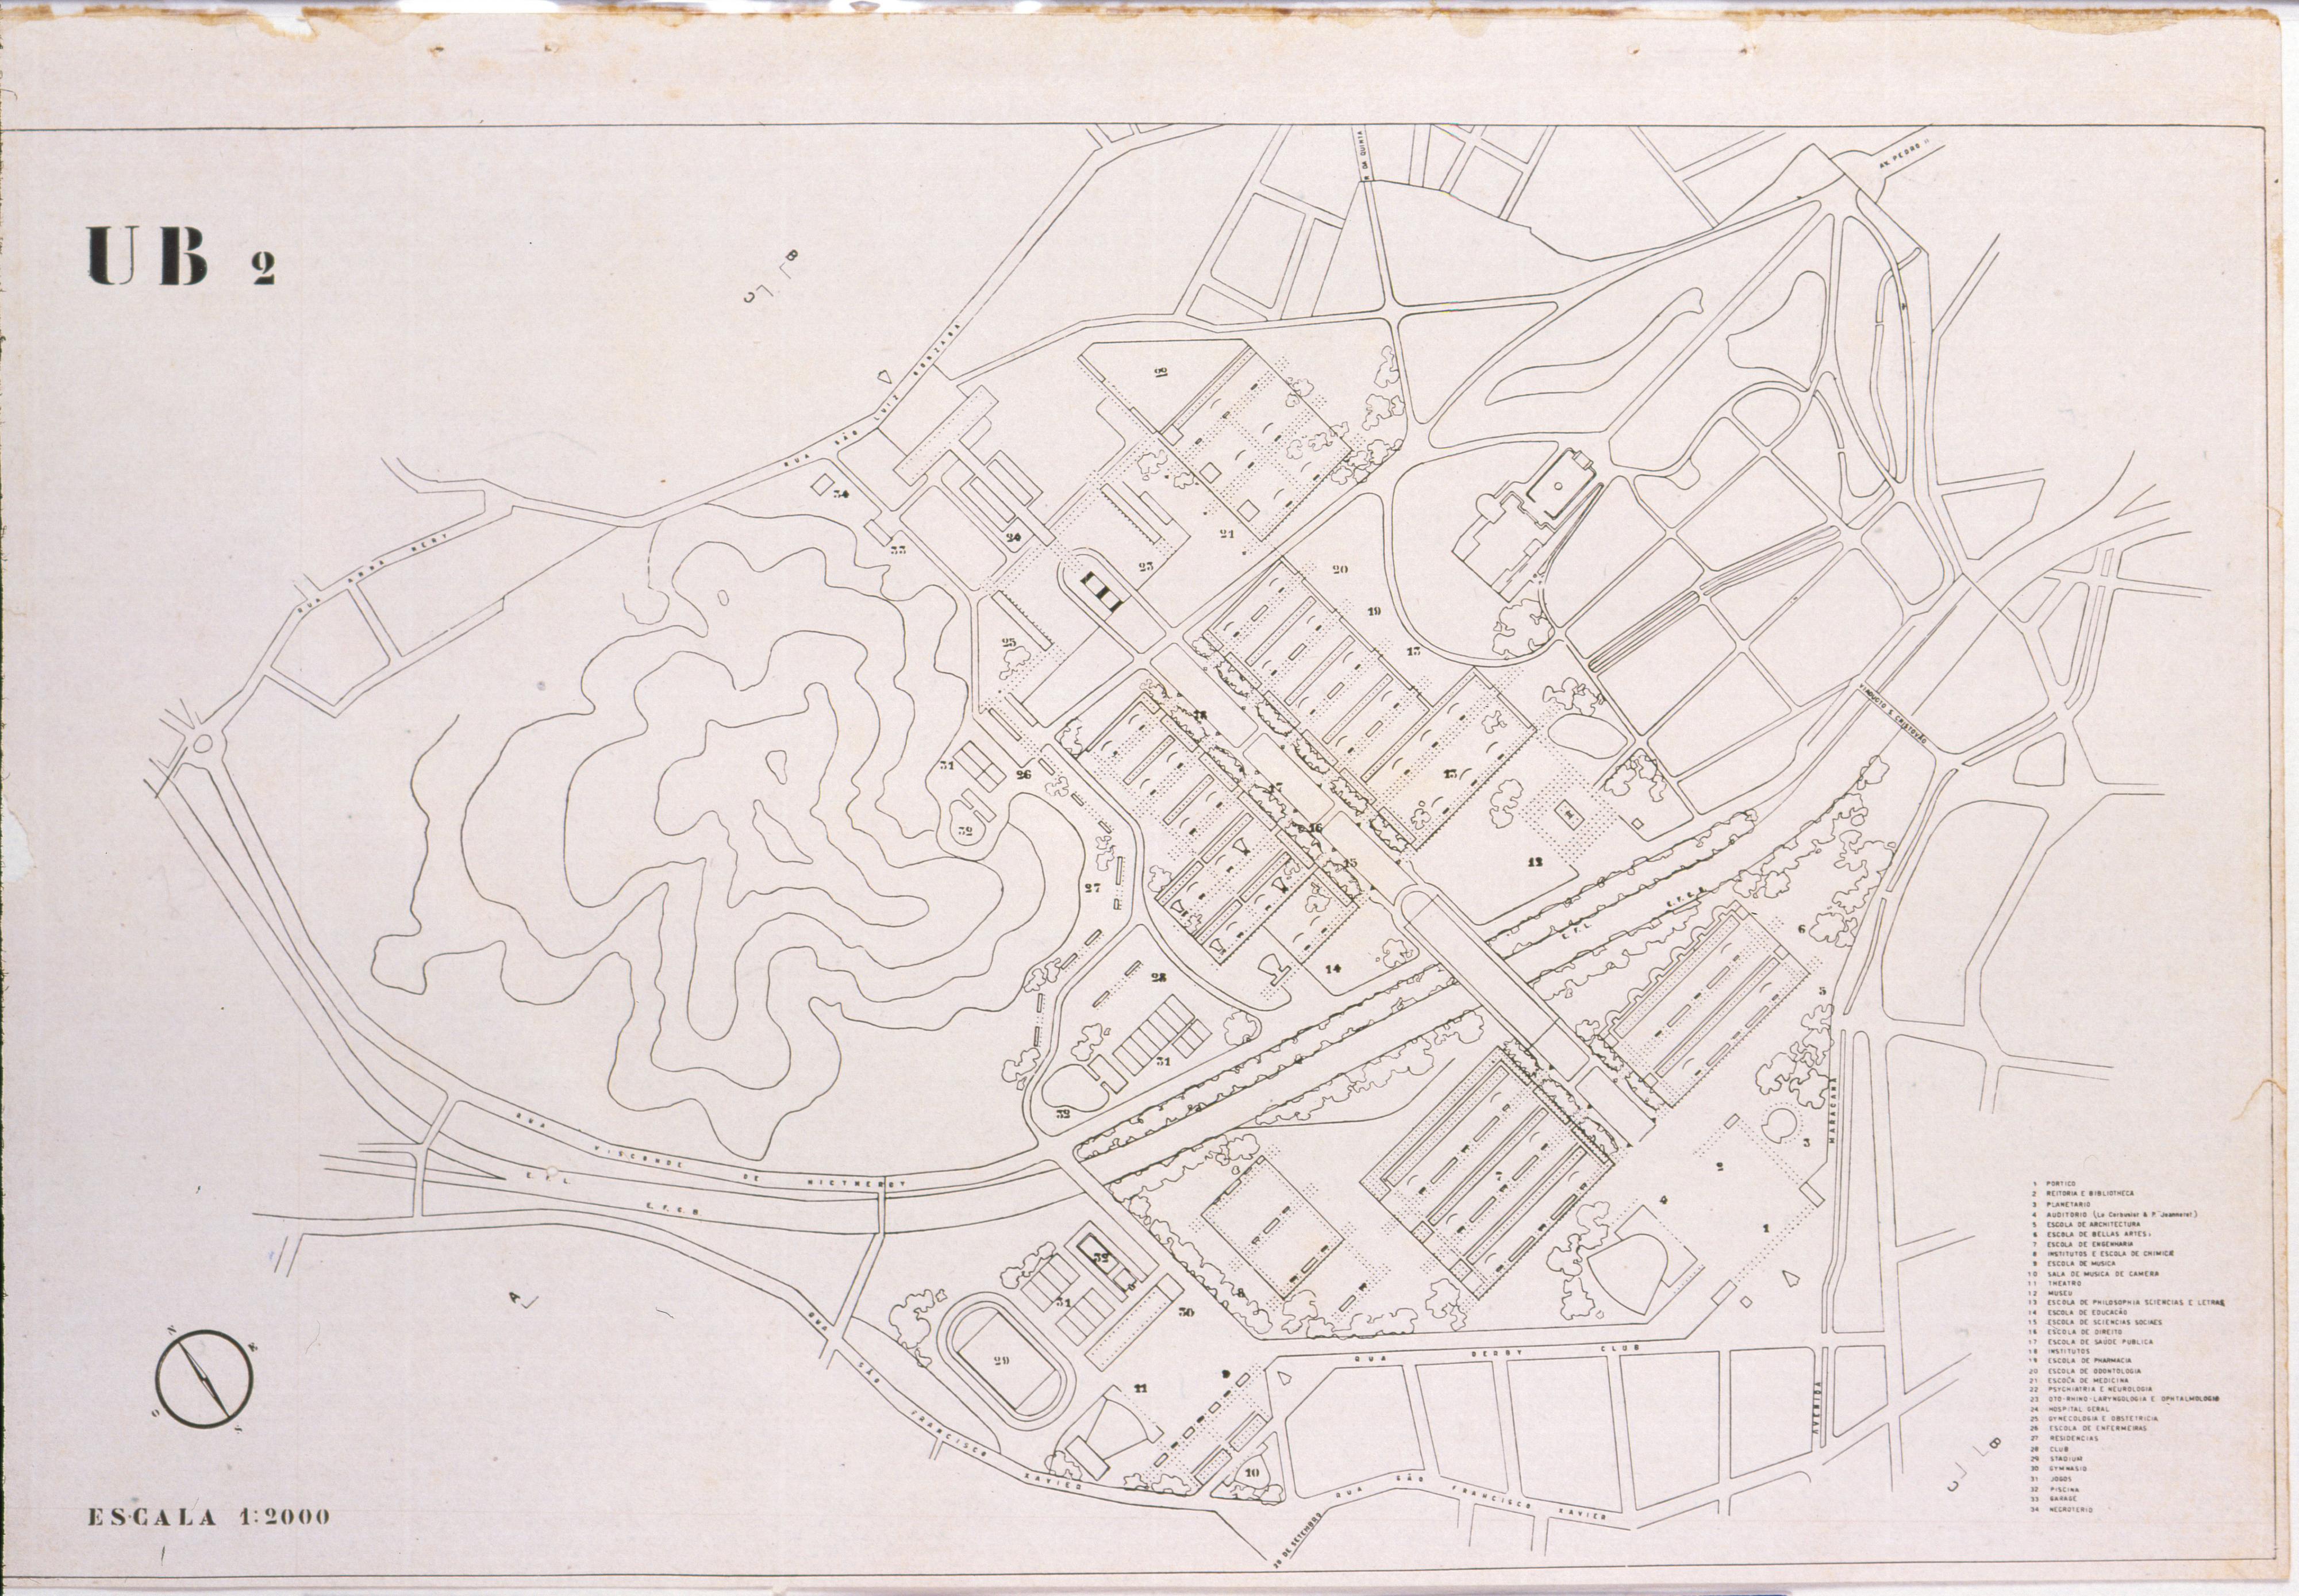 UB 2
R. DA QUINTA
AV. PEDRO II
B
C
RUA SÃO LUIZ GONZAGA
RUA ANNA NERY
VIADUCTO S. CRISTOVÃO
22
34
33
24
21
23
20
19
13
25
18
13
31
26
17
16
32
15
12
27
E.F.C.B.
E.F.L.
6
14
28
5
31
32
RUA VISCONDE DE NICTHEROY
E.F.L.
E.F.C.B.
MARACANÃ
3
2
7
4
1
A
32
8
31
30
29
9
11
10
RUA DERBY CLUB
RUA SÃO FRANCISCO XAVIER
RUA SÃO FRANCISCO XAVIER
AVENIDA
20 DE SETEMBRO
B
C
N
E
S
O
ESCALA 1:2000
1 PORTICO
2 REITORIA E BIBLIOTHECA
3 PLANETARIO
4 AUDITORIO (Le Corbusier & P. Jeanneret)
5 ESCOLA DE ARCHITECTURA
6 ESCOLA DE BELLAS ARTES
7 ESCOLA DE ENGENHARIA
8 INSTITUTOS E ESCOLA DE CHIMICA
9 ESCOLA DE MUSICA
10 SALA DE MUSICA DE CAMERA
11 THEATRO
12 MUSEU
13 ESCOLA DE PHILOSOPHIA SCIENCIAS E LETRAS
14 ESCOLA DE EDUCAÇÃO
15 ESCOLA DE SCIENCIAS SOCIAES
16 ESCOLA DE DIREITO
17 ESCOLA DE SAUDE PUBLICA
18 INSTITUTOS
19 ESCOLA DE PHARMACIA
20 ESCOLA DE ODONTOLOGIA
21 ESCOLA DE MEDICINA
22 PSYCHIATRIA E NEUROLOGIA
23 OTO-RHINO-LARYNGOLOGIA E OPHTALMOLOGIA
24 HOSPITAL GERAL
25 GYNECOLOGIA E OBSTETRICIA
26 ESCOLA DE ENFERMEIRAS
27 RESIDENCIAS
28 CLUB
29 STADIUM
30 GYMNASIO
31 JOGOS
32 PISCINA
33 GARAGE
34 NECROTERIO